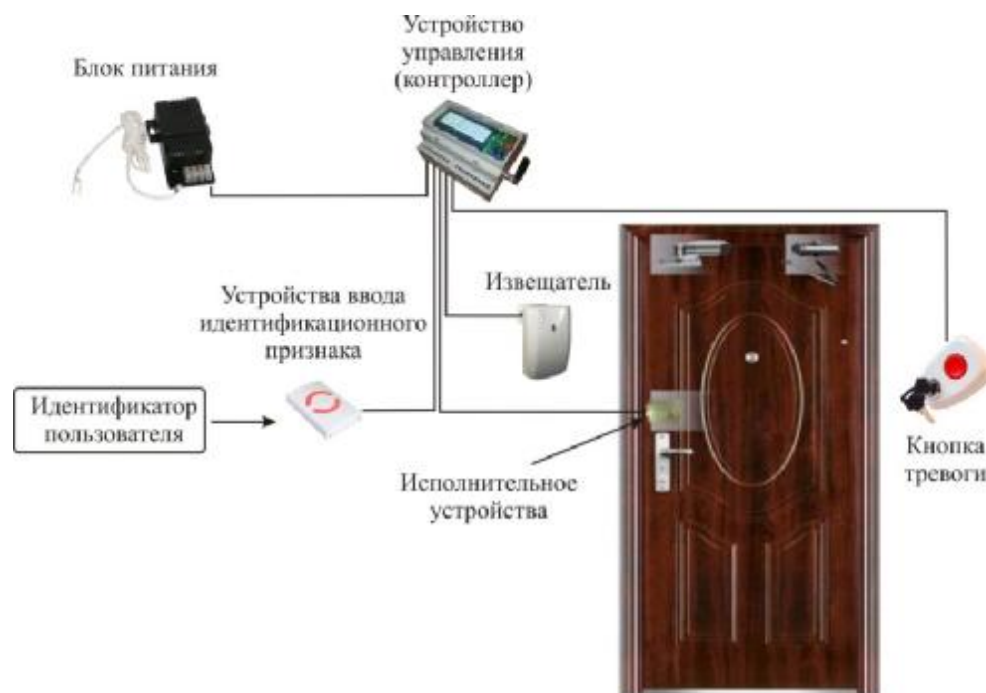 Устройство
управления
(контроллер)
Блок питания
Извещатель
Устройства ввода
идентификационного
признака
Идентификатор
пользователя
Исполнительное
устройства
Кнопка
тревоги